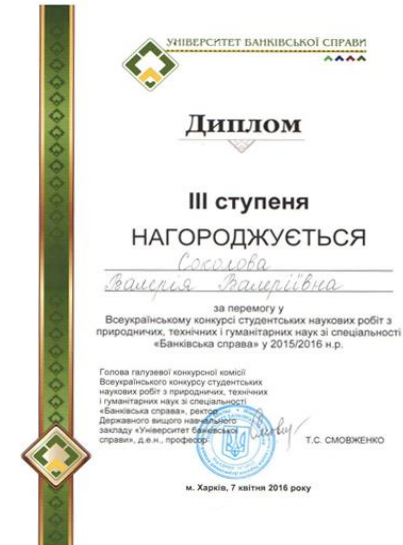 УНІВЕРСИТЕТ БАНКІВСЬКОЇ СПРАВИ
Диплом
III ступеня
НАГОРОДЖУЄТЬСЯ
Соколова
Валерія Валеріївна
за перемогу у
Всеукраїнському конкурсі студентських наукових робіт з
природничих, технічних і гуманітарних наук зі спеціальності
«Банківська справа» у 2015/2016 н.р.
Голова галузевої конкурсної комісії
Всеукраїнського конкурсу студентських
наукових робіт з природничих, технічних
і гуманітарних наук зі спеціальності
«Банківська справа», ректор
Державного вищого навчального
закладу «Університет банківської
справи», д.е.н., професор
Т.С. СМОВЖЕНКО
м. Харків, 7 квітня 2016 року